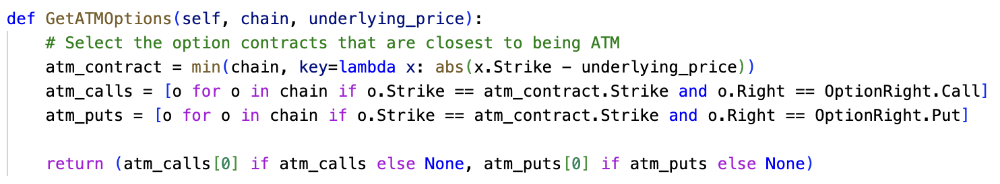 def GetATMOptions(self, chain, underlying_price):
    # Select the option contracts that are closest to being ATM
    atm_contract = min(chain, key=lambda x: abs(x.Strike - underlying_price))
    atm_calls = [o for o in chain if o.Strike == atm_contract.Strike and o.Right == OptionRight.Call]
    atm_puts = [o for o in chain if o.Strike == atm_contract.Strike and o.Right == OptionRight.Put]

    return (atm_calls[0] if atm_calls else None, atm_puts[0] if atm_puts else None)